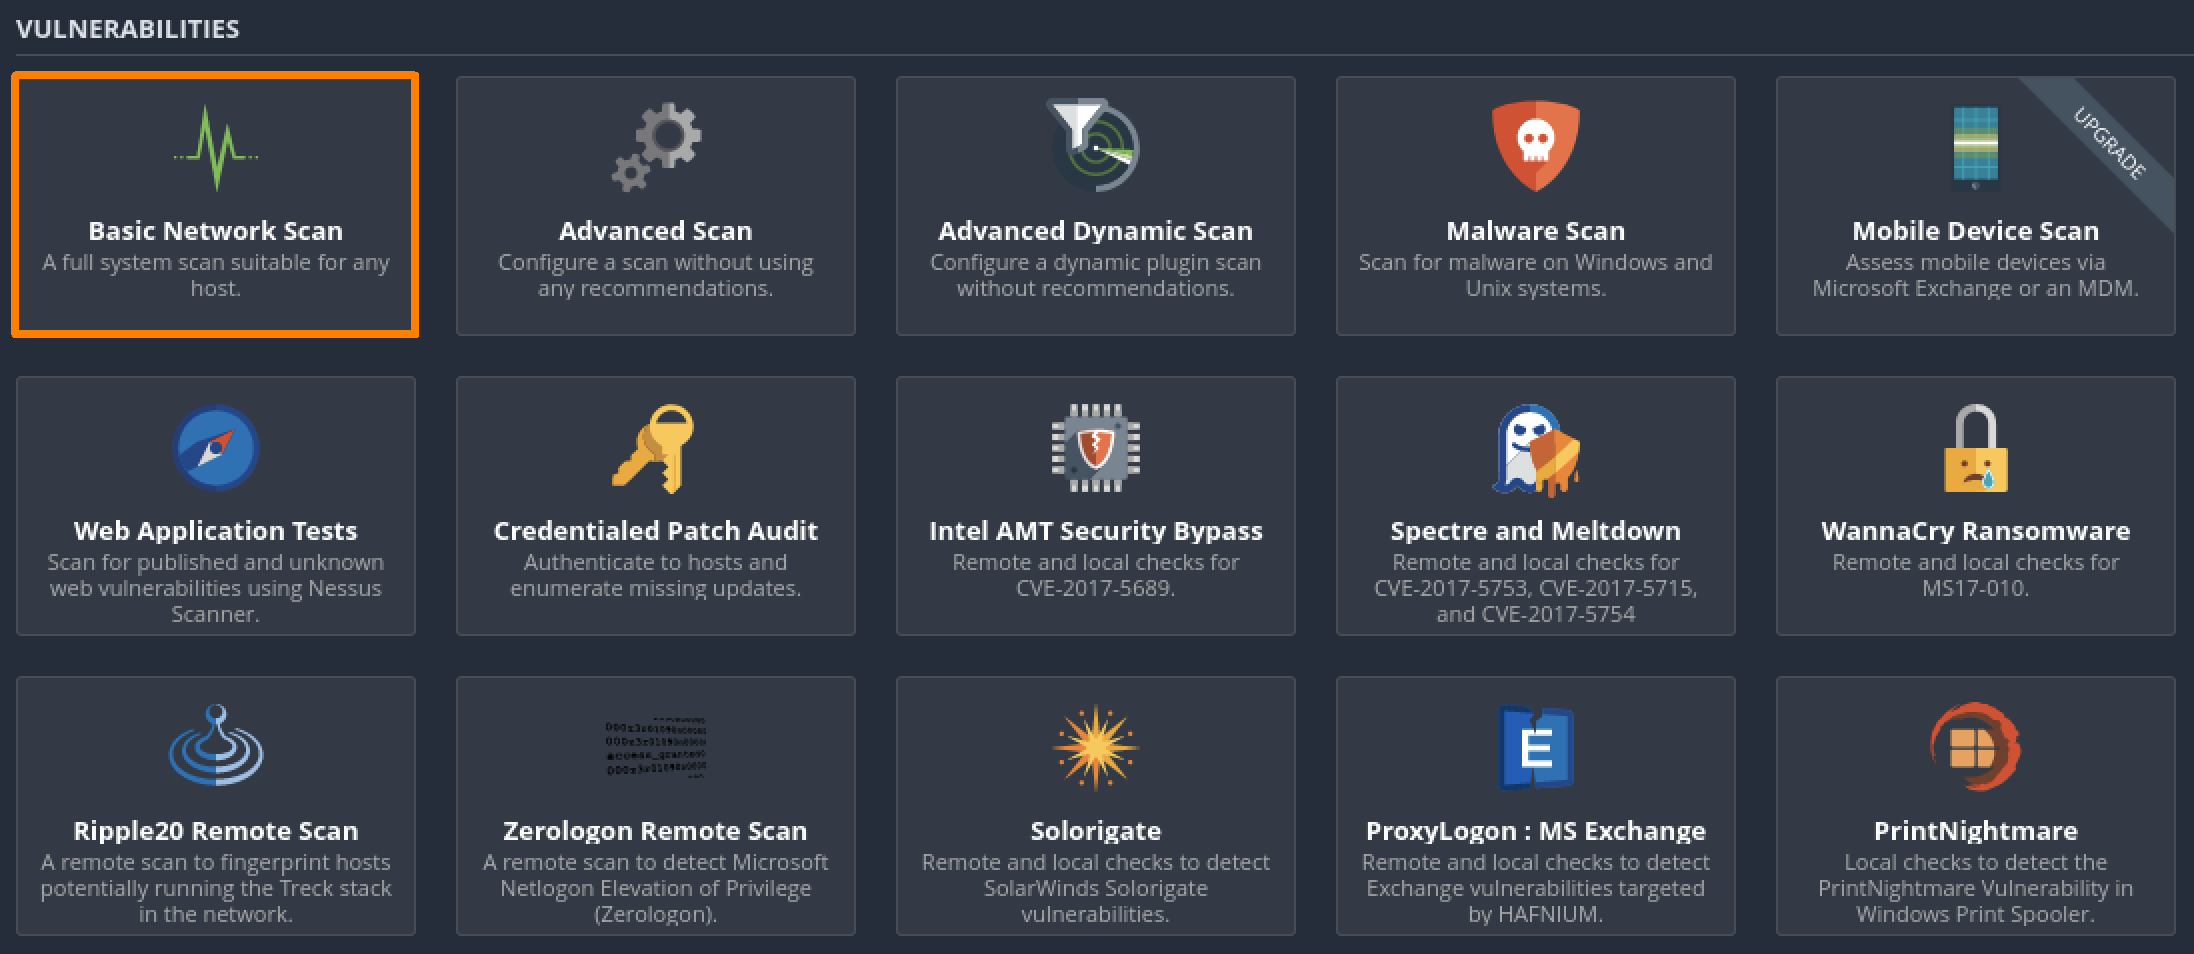 VULNERABILITIES
Basic Network Scan
A full system scan suitable for any
host.
Advanced Scan
Configure a scan without using
any recommendations.
Advanced Dynamic Scan
Configure a dynamic plugin scan
without recommendations.
Malware Scan
Scan for malware on Windows and
Unix systems.
UPGRADE
Mobile Device Scan
Assess mobile devices via
Microsoft Exchange or an MDM.
Web Application Tests
Scan for published and unknown
web vulnerabilities using Nessus
Scanner.
Credentialed Patch Audit
Authenticate to hosts and
enumerate missing updates.
Intel AMT Security Bypass
Remote and local checks for
CVE-2017-5689.
Spectre and Meltdown
Remote and local checks for
CVE-2017-5753, CVE-2017-5715,
and CVE-2017-5754
WannaCry Ransomware
Remote and local checks for
MS17-010.
Ripple20 Remote Scan
A remote scan to fingerprint hosts
potentially running the Treck stack
in the network.
Zerologon Remote Scan
A remote scan to detect Microsoft
Netlogon Elevation of Privilege
(Zerologon).
Solorigate
Remote and local checks to detect
SolarWinds Solorigate
vulnerabilities.
E
ProxyLogon : MS Exchange
Remote and local checks to detect
Exchange vulnerabilities targeted
by HAFNIUM.
PrintNightmare
Local checks to detect the
PrintNightmare Vulnerability in
Windows Print Spooler.